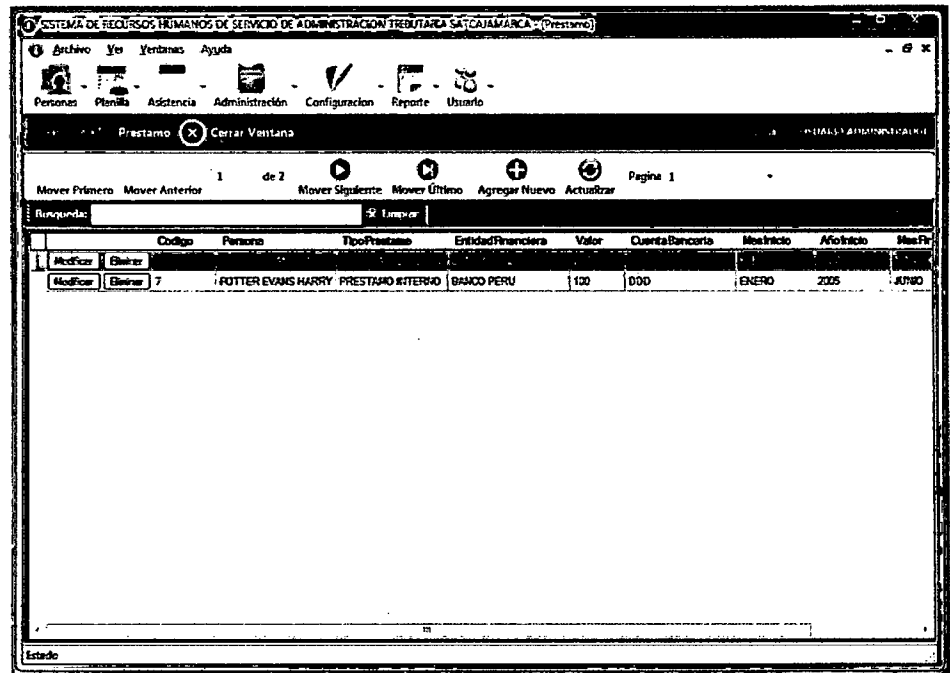 SISTEMA DE RECURSOS HUMANOS DE SERVICIO DE ADMINISTRACION TREBUTARIA SATCAJAMARCA - [Prestamo]
Archivo Ver Ventanas Ayuda
Personas Planilla Asistencia Administración Configuracion Reporte Usuario
Prestamo Cerrar Ventana
1 de 2 Pagina 1
Mover Primero Mover Anterior Mover Siguiente Mover Último Agregar Nuevo Actualizar
Busqueda: Limpiar
Codigo Persona TipoPrestamo EntidadFinanciera Valor CuentaBancaria MesInicio AñoInicio MesFin
Modificar Eliminar
Modificar Eliminar 7 POTTER EVANS HARRY PRESTAMO INTERNO BANCO PERU 100 DDD ENERO 2005 JUNIO
Estado